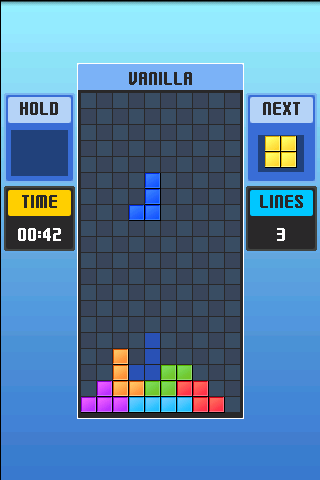 VANILLA
HOLD
NEXT
TIME
00:42
LINES
3